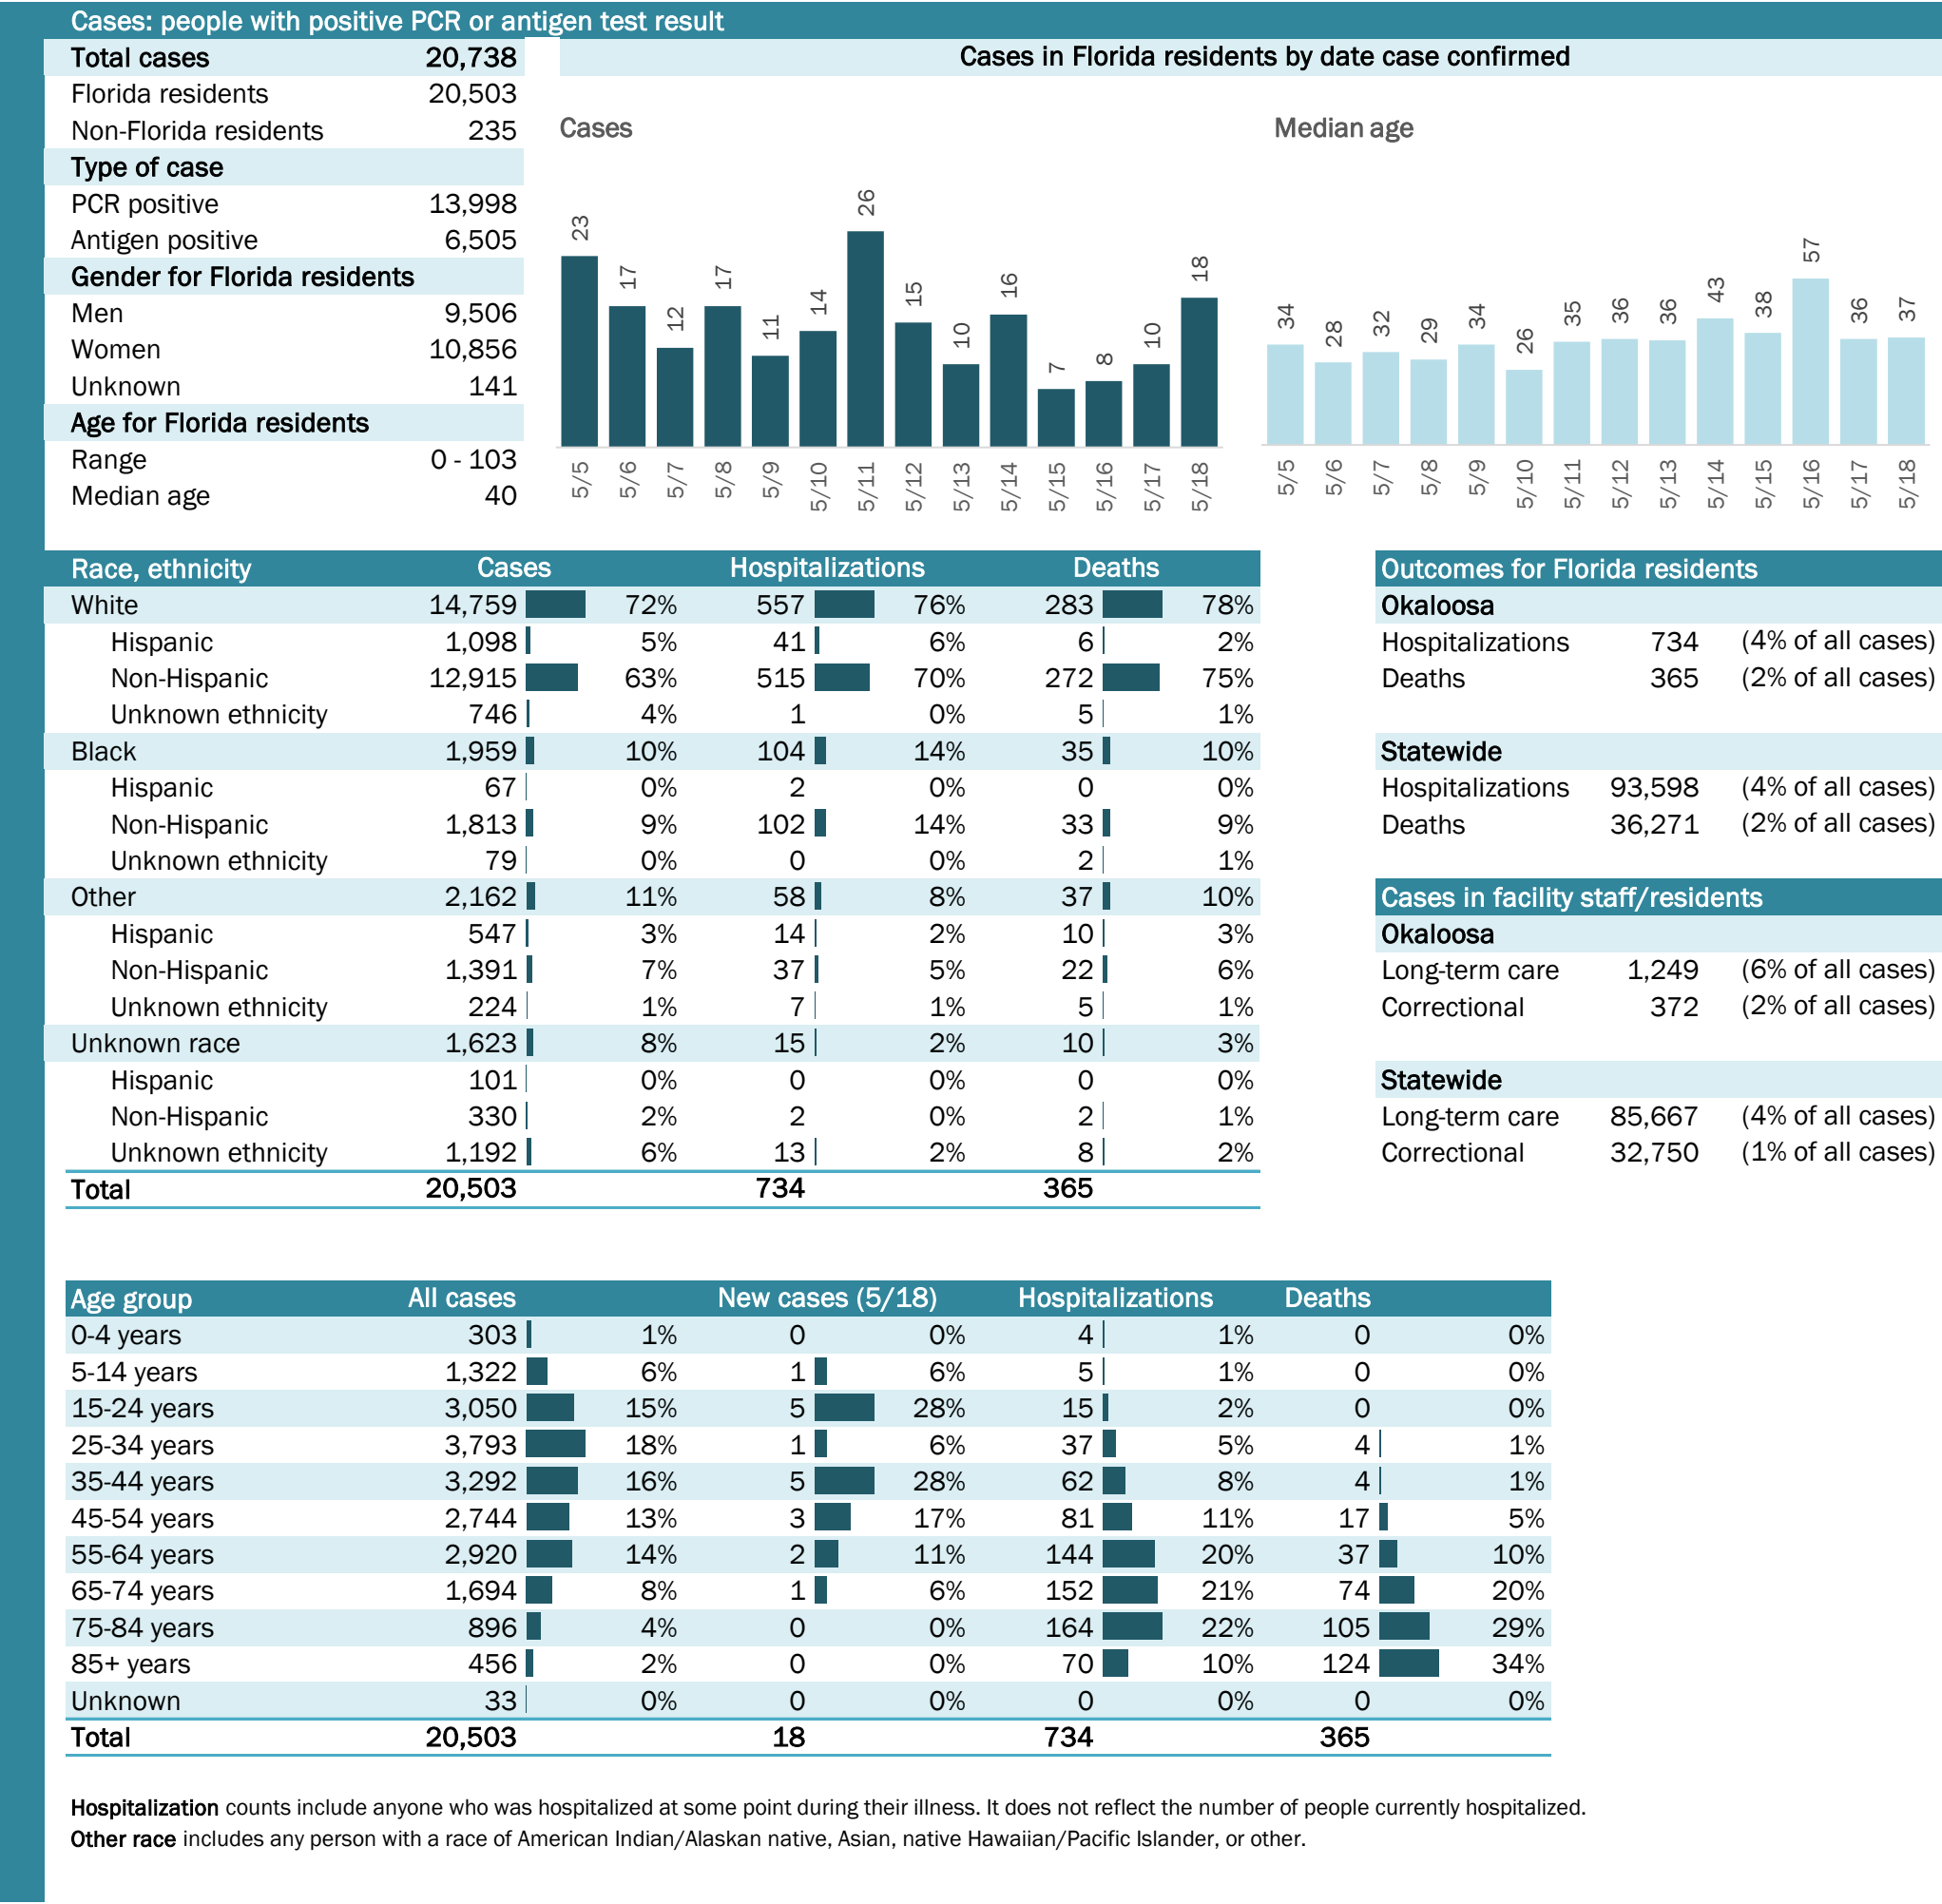 Cases: people with positive PCR or antigen test result
Total cases 20,738
Florida residents 20,503
Non-Florida residents 235
Type of case
PCR positive 13,998
Antigen positive 6,505
Gender for Florida residents
Men 9,506
Women 10,856
Unknown 141
Age for Florida residents
Range 0 - 103
Median age 40
Cases in Florida residents by date case confirmed
Cases
23 17 12 17 11 14 26 15 10 16 7 8 10 18
5/5 5/6 5/7 5/8 5/9 5/10 5/11 5/12 5/13 5/14 5/15 5/16 5/17 5/18
Median age
34 28 32 29 34 26 35 36 36 43 38 57 36 37
5/5 5/6 5/7 5/8 5/9 5/10 5/11 5/12 5/13 5/14 5/15 5/16 5/17 5/18
Race, ethnicity Cases Hospitalizations Deaths
White 14,759 72% 557 76% 283 78%
Hispanic 1,098 5% 41 6% 6 2%
Non-Hispanic 12,915 63% 515 70% 272 75%
Unknown ethnicity 746 4% 1 0% 5 1%
Black 1,959 10% 104 14% 35 10%
Hispanic 67 0% 2 0% 0 0%
Non-Hispanic 1,813 9% 102 14% 33 9%
Unknown ethnicity 79 0% 0 0% 2 1%
Other 2,162 11% 58 8% 37 10%
Hispanic 547 3% 14 2% 10 3%
Non-Hispanic 1,391 7% 37 5% 22 6%
Unknown ethnicity 224 1% 7 1% 5 1%
Unknown race 1,623 8% 15 2% 10 3%
Hispanic 101 0% 0 0% 0 0%
Non-Hispanic 330 2% 2 0% 2 1%
Unknown ethnicity 1,192 6% 13 2% 8 2%
Total 20,503 734 365
Outcomes for Florida residents
Okaloosa
Hospitalizations 734 (4% of all cases)
Deaths 365 (2% of all cases)
Statewide
Hospitalizations 93,598 (4% of all cases)
Deaths 36,271 (2% of all cases)
Cases in facility staff/residents
Okaloosa
Long-term care 1,249 (6% of all cases)
Correctional 372 (2% of all cases)
Statewide
Long-term care 85,667 (4% of all cases)
Correctional 32,750 (1% of all cases)
Age group All cases New cases (5/18) Hospitalizations Deaths
0-4 years 303 1% 0 0% 4 1% 0 0%
5-14 years 1,322 6% 1 6% 5 1% 0 0%
15-24 years 3,050 15% 5 28% 15 2% 0 0%
25-34 years 3,793 18% 1 6% 37 5% 4 1%
35-44 years 3,292 16% 5 28% 62 8% 4 1%
45-54 years 2,744 13% 3 17% 81 11% 17 5%
55-64 years 2,920 14% 2 11% 144 20% 37 10%
65-74 years 1,694 8% 1 6% 152 21% 74 20%
75-84 years 896 4% 0 0% 164 22% 105 29%
85+ years 456 2% 0 0% 70 10% 124 34%
Unknown 33 0% 0 0% 0 0% 0 0%
Total 20,503 18 734 365
Hospitalization counts include anyone who was hospitalized at some point during their illness. It does not reflect the number of people currently hospitalized.
Other race includes any person with a race of American Indian/Alaskan native, Asian, native Hawaiian/Pacific Islander, or other.